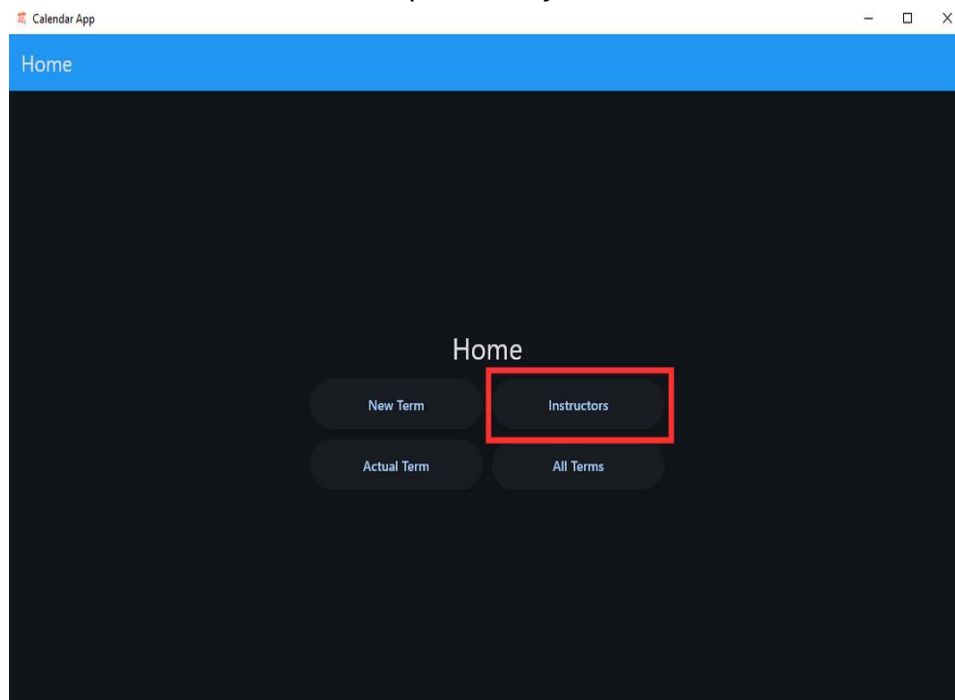 Calendar App
Home
Home
New Term
Instructors
Actual Term
All Terms